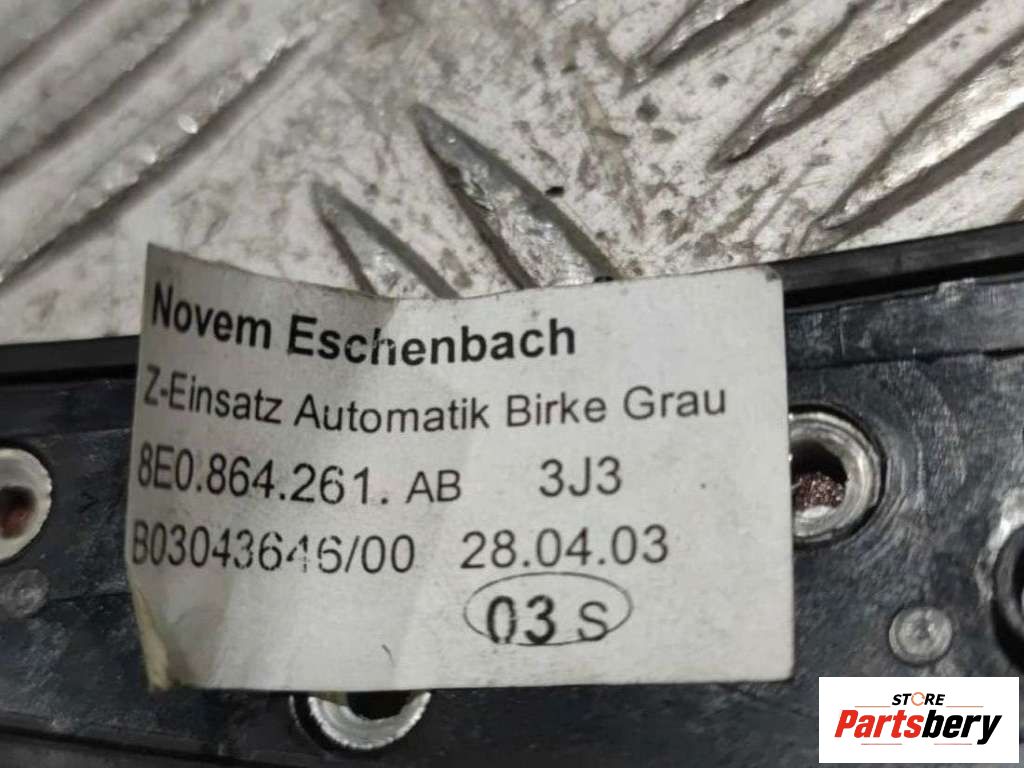 Novem Eschenbach
Z-Einsatz Automatik Birke Grau
8E0.864.261. AB 3J3
B03043646/00 28.04.03
03 S
STORE
Partsbery